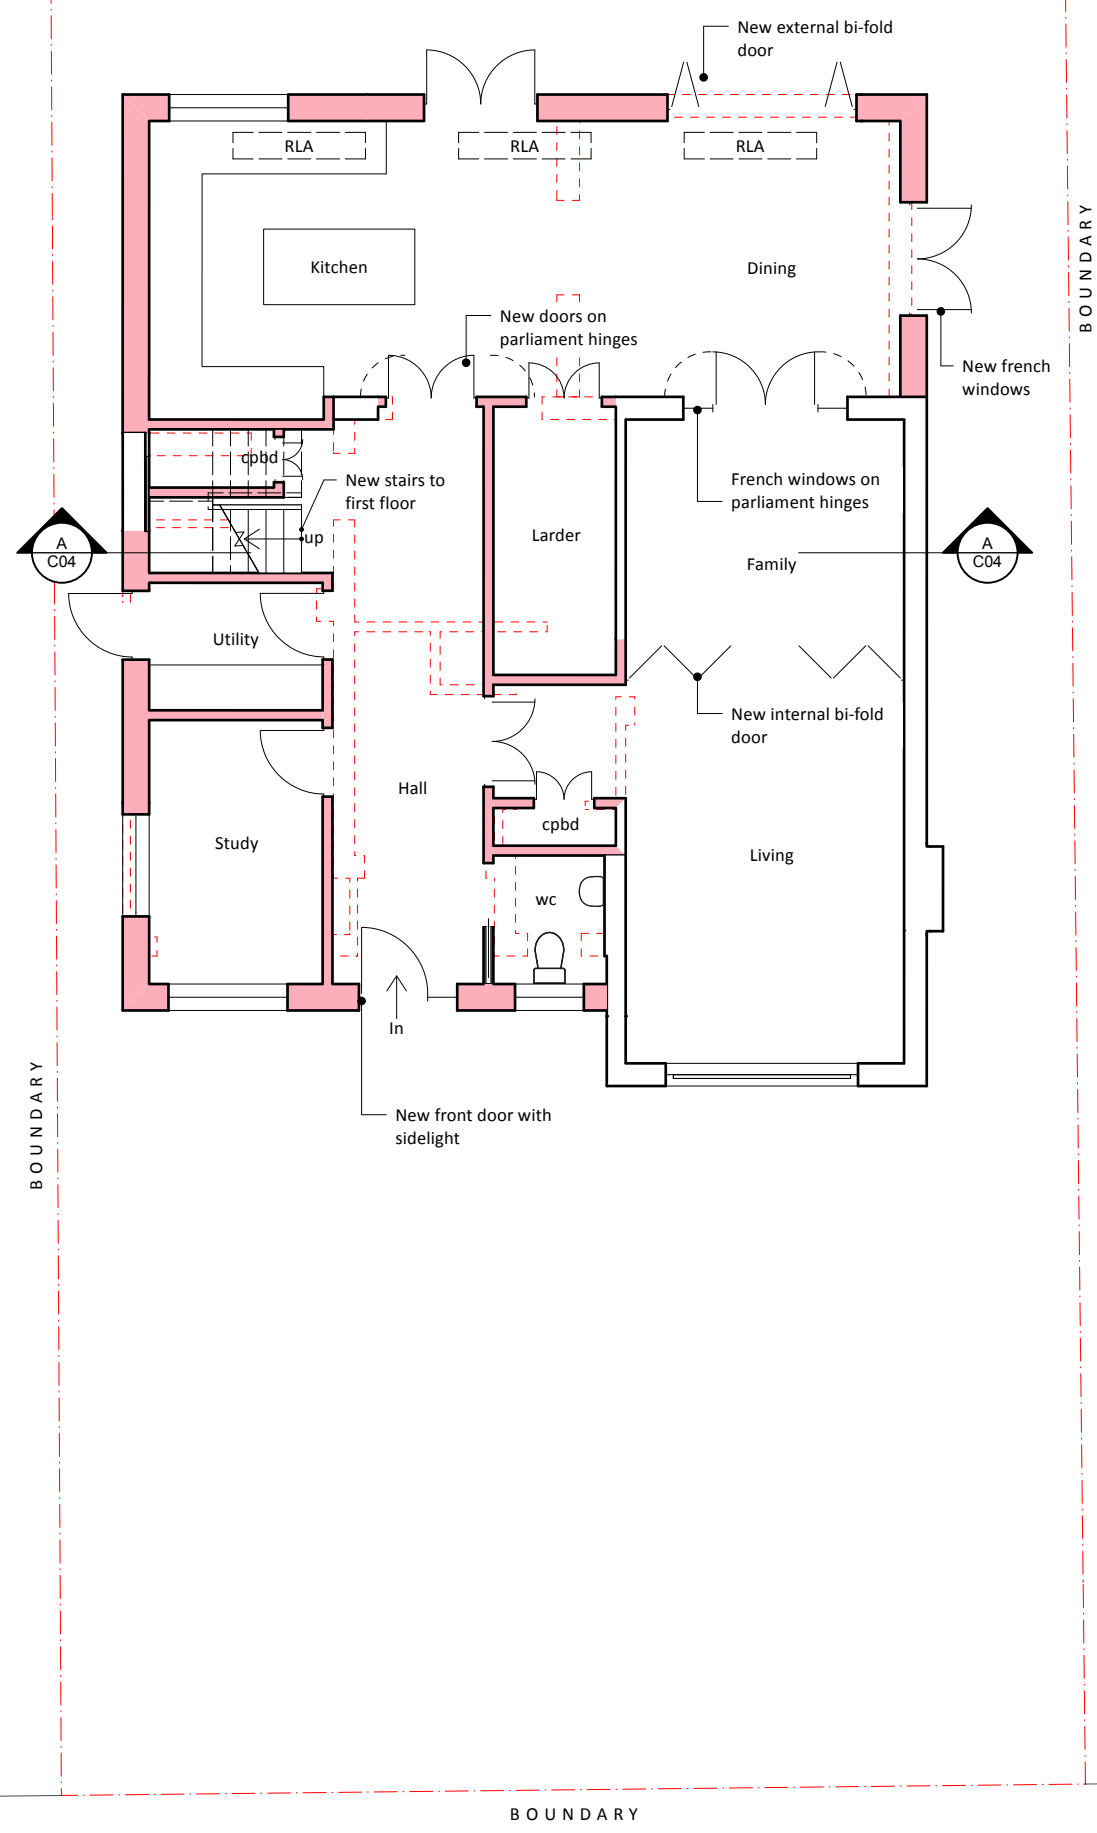 New external bi-fold
door
RLA
RLA
RLA
BOUNDARY
Kitchen
Dining
New doors on
parliament hinges
New french
windows
cpbd
New stairs to
first floor
French windows on
parliament hinges
up
Larder
A
C04
Family
A
C04
Utility
New internal bi-fold
door
Hall
cpbd
Study
Living
wc
In
New front door with
sidelight
BOUNDARY
BOUNDARY